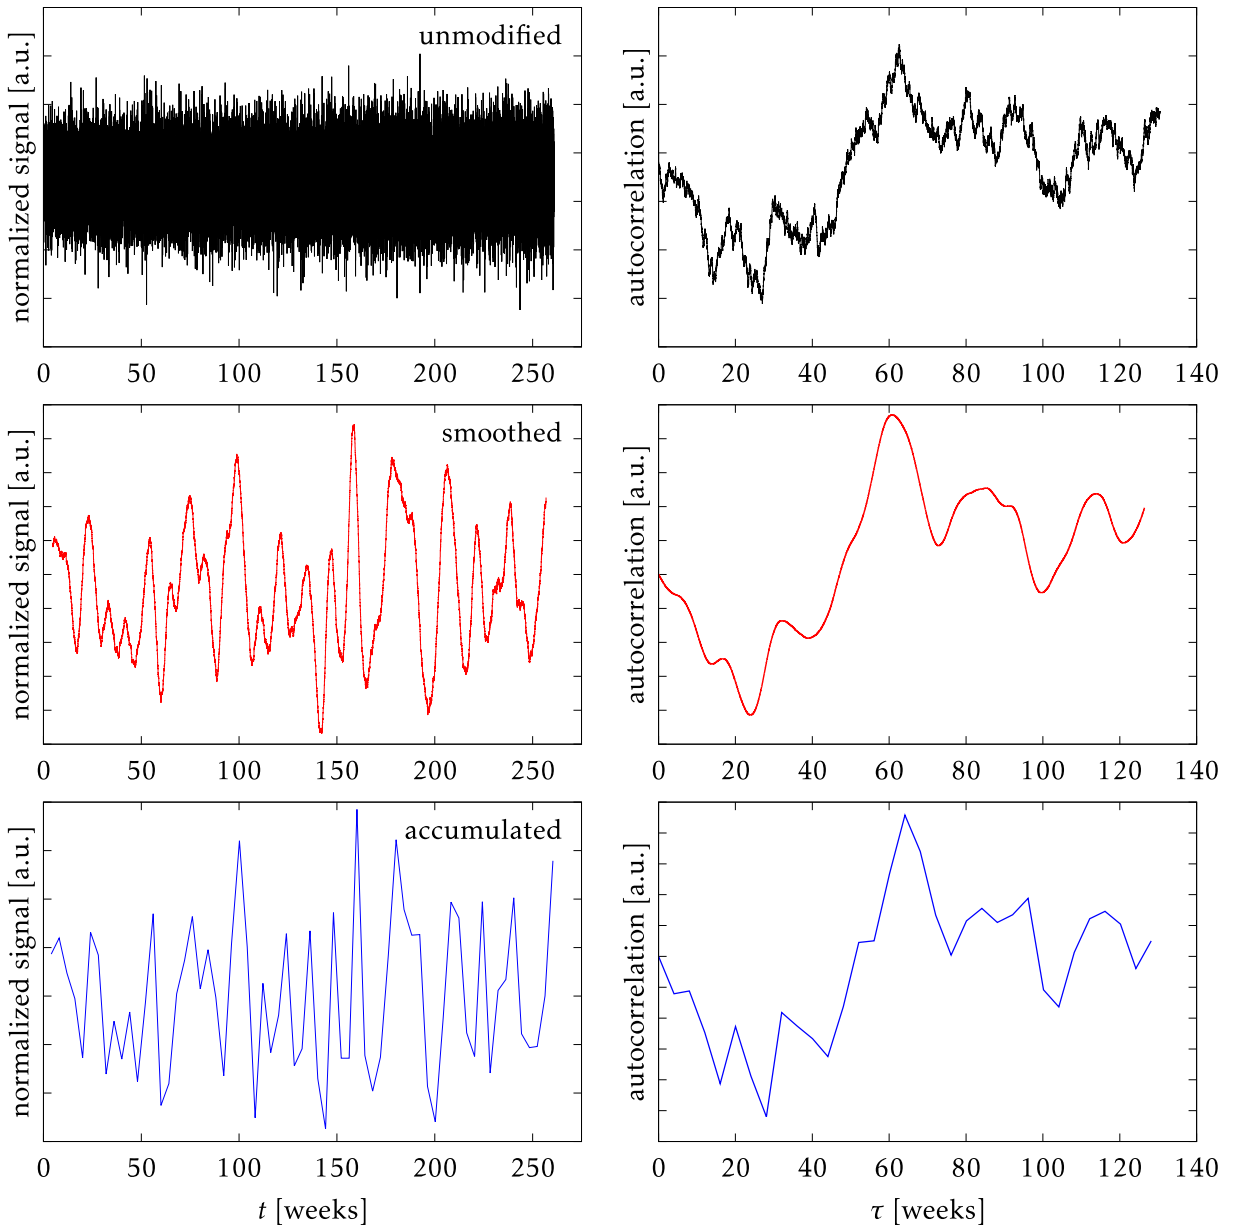 normalized signal [a.u.]
unmodified
0 50 100 150 200 250
autocorrelation [a.u.]
0 20 40 60 80 100 120 140
normalized signal [a.u.]
smoothed
0 50 100 150 200 250
autocorrelation [a.u.]
0 20 40 60 80 100 120 140
normalized signal [a.u.]
accumulated
0 50 100 150 200 250
t [weeks]
autocorrelation [a.u.]
0 20 40 60 80 100 120 140
τ [weeks]